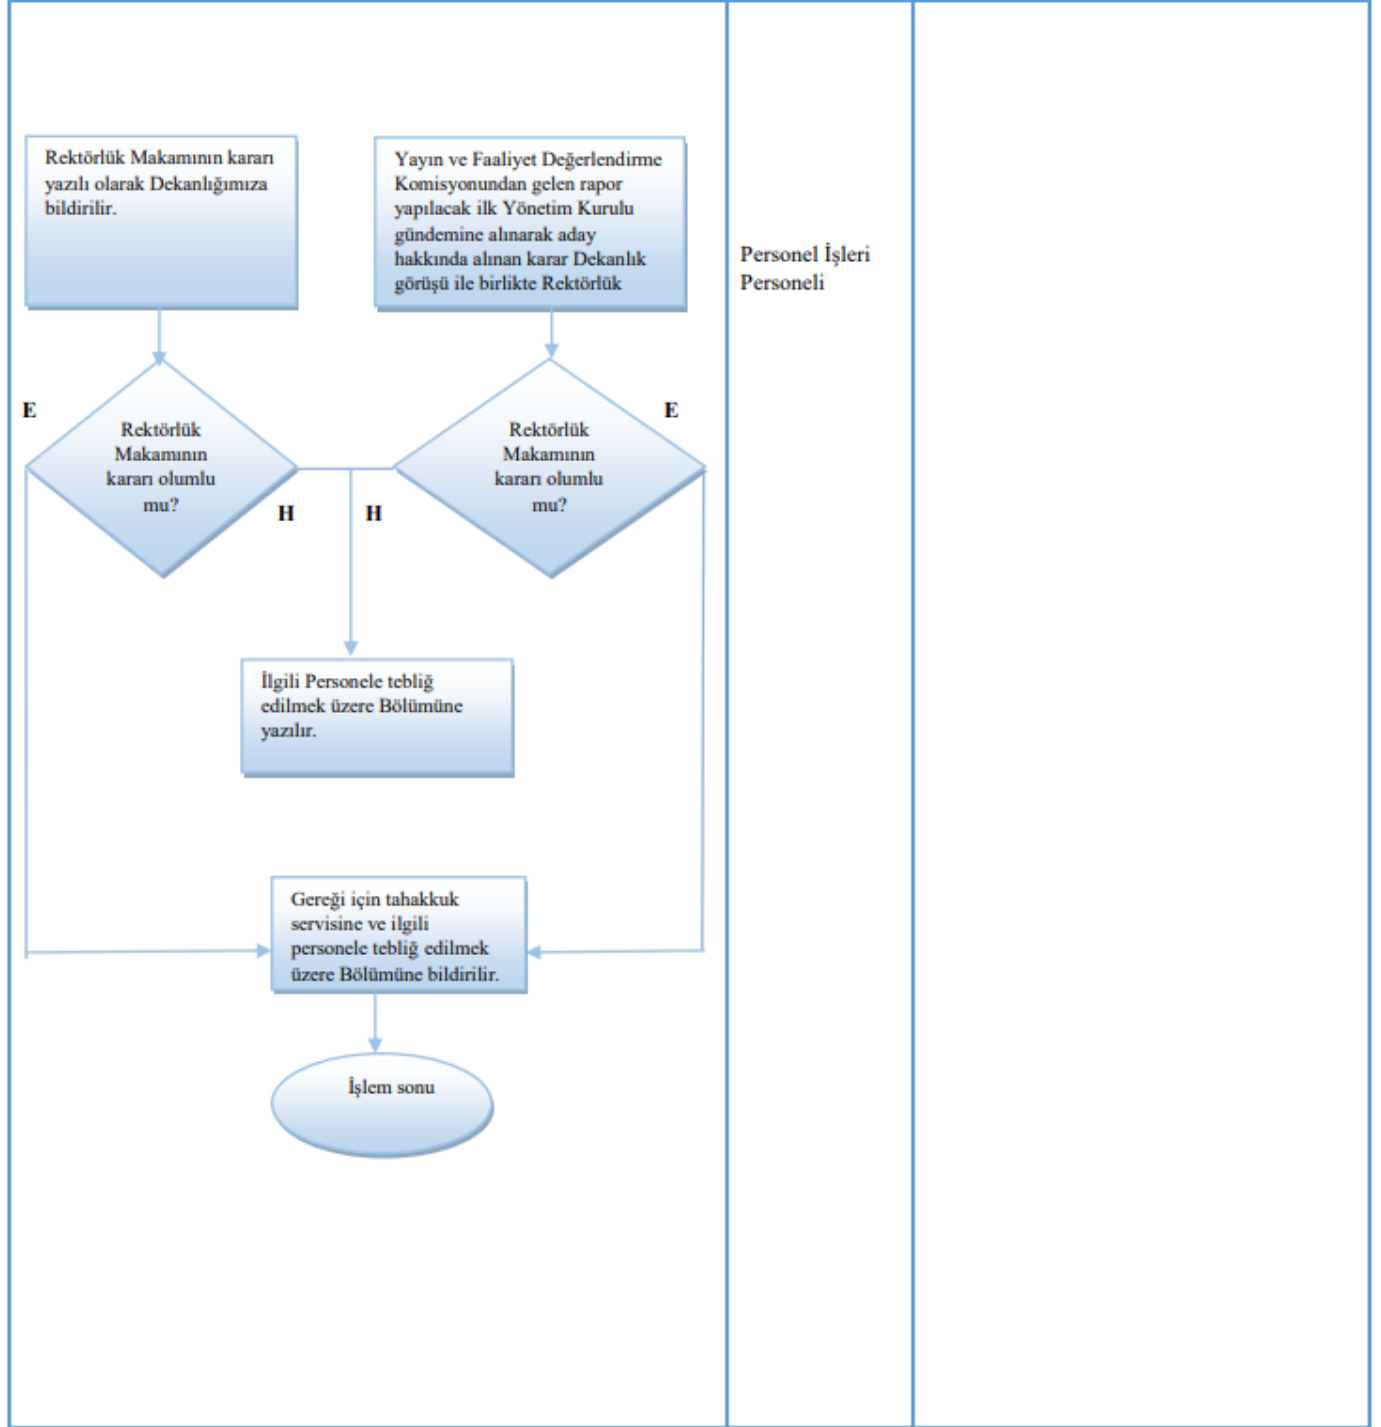 Rektörlük Makamının kararı
yazılı olarak Dekanlığımıza
bildirilir.
Yayın ve Faaliyet Değerlendirme
Komisyonundan gelen rapor
yapılacak ilk Yönetim Kurulu
gündemine alınarak aday
hakkında alınan karar Dekanlık
görüşü ile birlikte Rektörlük
Personel İşleri
Personeli
E
Rektörlük
Makamının
kararı olumlu
mu?
H
Rektörlük
Makamının
kararı olumlu
mu?
E
H
İlgili Personele tebliğ
edilmek üzere Bölümüne
yazılır.
Gereği için tahakkuk
servisine ve ilgili
personele tebliğ edilmek
üzere Bölümüne bildirilir.
İşlem sonu